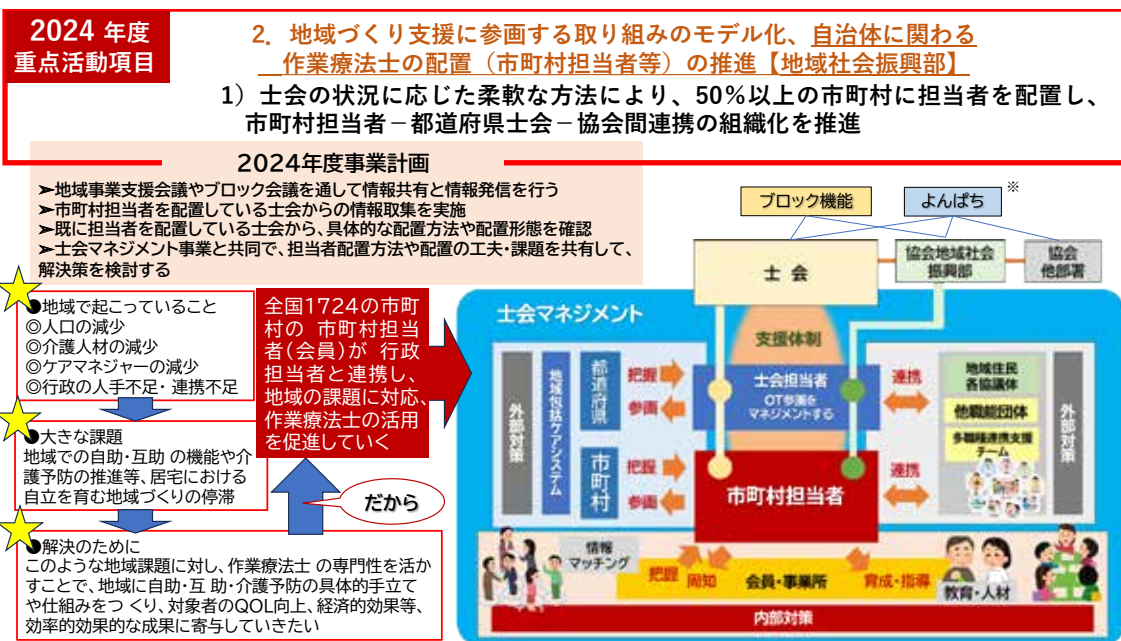 2024 年度
重点活動項目
2．地域づくり支援に参画する取り組みのモデル化、自治体に関わる
作業療法士の配置（市町村担当者等）の推進【地域社会振興部】
1）士会の状況に応じた柔軟な方法により、50％以上の市町村に担当者を配置し、
市町村担当者－都道府県士会－協会間連携の組織化を推進
2024年度事業計画
➤地域事業支援会議やブロック会議を通して情報共有と情報発信を行う
➤市町村担当者を配置している士会からの情報取集を実施
➤既に担当者を配置している士会から、具体的な配置方法や配置形態を確認
➤士会マネジメント事業と共同で、担当者配置方法や配置の工夫・課題を共有して、
解決策を検討する
●地域で起こっていること
◎人口の減少
◎介護人材の減少
◎ケアマネジャーの減少
◎行政の人手不足・連携不足
●大きな課題
地域での自助・互助 の機能や介
護予防の推進等、居宅における
自立を育む地域づくりの停滞
●解決のために
このような地域課題に対し、作業療法士 の専門性を活か
すことで、地域に自助・互 助・介護予防の具体的手立て
や仕組みをつ くり、対象者のQOL向上、経済的効果等、
効率的効果的な成果に寄与していきたい
全国1724の市町
村の 市町村担当
者(会員)が 行政
担当者と連携し、
地域の課題に対応、
作業療法士の活用
を促進していく
だから
ブロック機能
よんぱち
※
士 会
協会地域社会
振興部
協会
他部署
士会マネジメント
支援体制
外部対策
地域包括ケアシステム
都道府県
把握
参画
士会担当者
OT参画を
マネジメントする
連携
地域住民
各協議体
他職能団体
多職種連携支援
チーム
外部対策
市町村
把握
参画
市町村担当者
連携
情報
マッチング
把握
周知
会員・事業所
育成・指導
教育・人材
内部対策